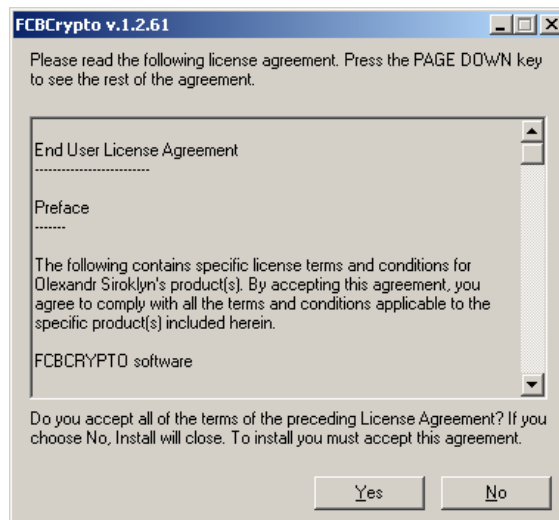 FCBCrypto v.1.2.61
Please read the following license agreement. Press the PAGE DOWN key
to see the rest of the agreement.
End User License Agreement
--------------------------
Preface
-------
The following contains specific license terms and conditions for
Olexandr Siroklyn's product(s). By accepting this agreement, you
agree to comply with all the terms and conditions applicable to the
specific product(s) included herein.
FCBCRYPTO software
Do you accept all of the terms of the preceding License Agreement? If you
choose No, Install will close. To install you must accept this agreement.
Yes
No